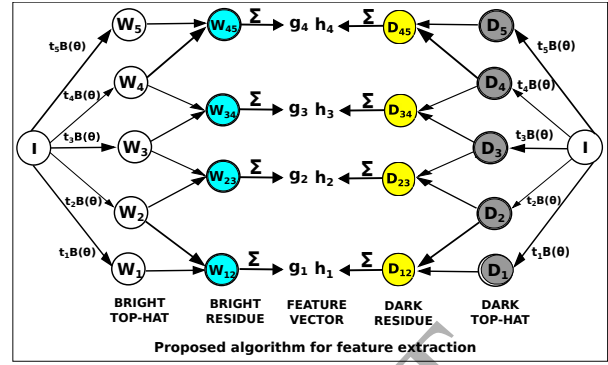 W5 W45 Σ g4 h4 Σ D45 D5
t5B(θ) t5B(θ)
W4 D4
t4B(θ) t4B(θ)
Σ g3 h3 Σ
W34 D34
t3B(θ) t3B(θ)
I W3 D3 I
W23 Σ g2 h2 Σ D23
t2B(θ) t2B(θ)
W2 D2
t1B(θ) t1B(θ)
W1 W12 Σ g1 h1 Σ D12 D1
BRIGHT BRIGHT FEATURE DARK DARK
TOP-HAT RESIDUE VECTOR RESIDUE TOP-HAT
Proposed algorithm for feature extraction